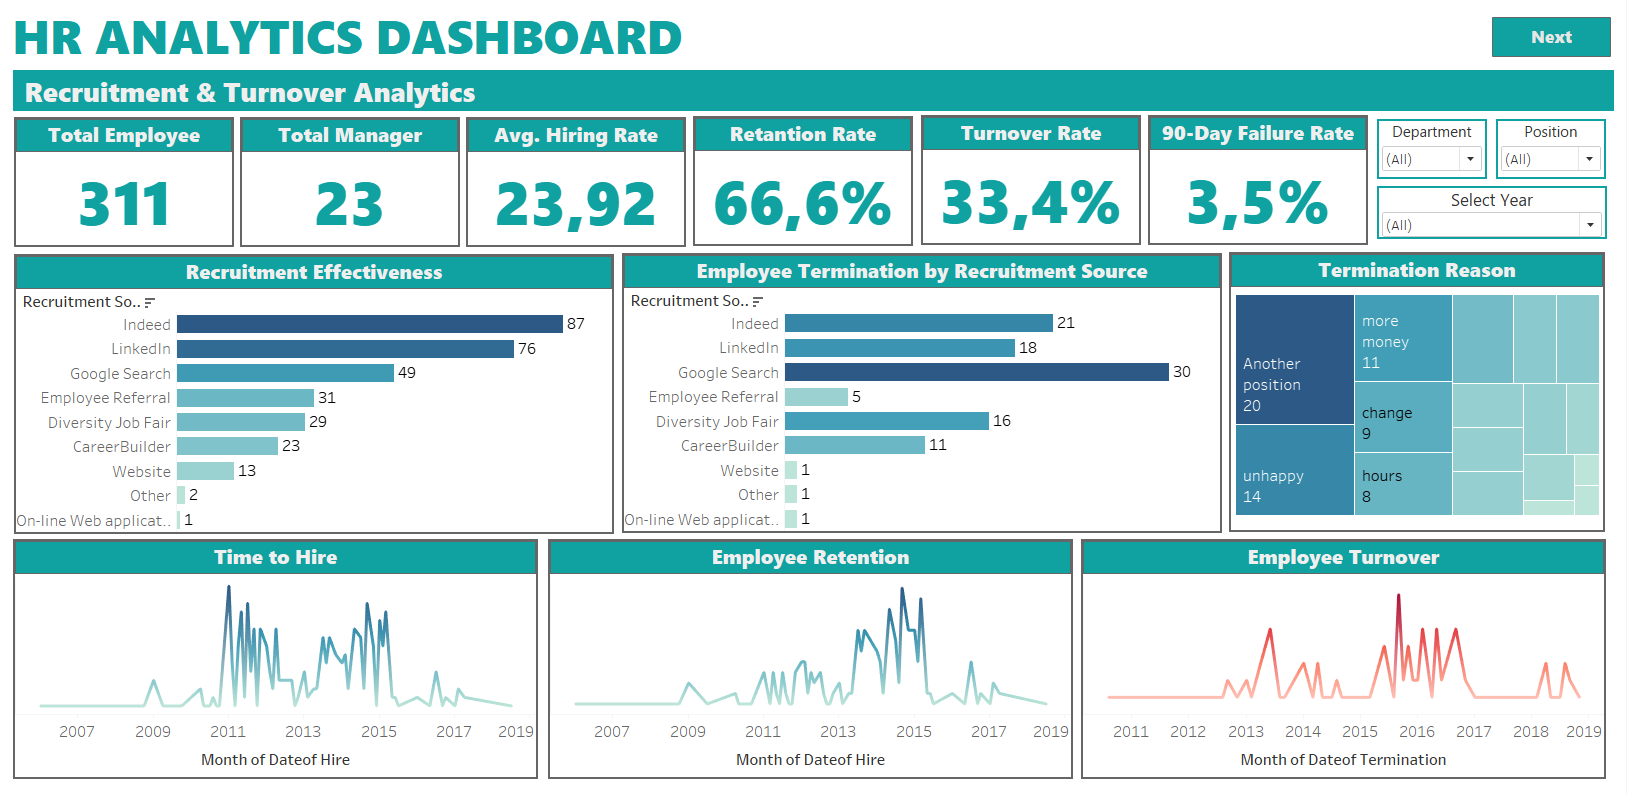 HR ANALYTICS DASHBOARD
Next
Recruitment & Turnover Analytics
Total Employee
311
Total Manager
23
Avg. Hiring Rate
23,92
Retantion Rate
66,6%
Turnover Rate
33,4%
90-Day Failure Rate
3,5%
Department
(All)
Position
(All)
Select Year
(All)
Recruitment Effectiveness
Recruitment So..
Indeed 87
LinkedIn 76
Google Search 49
Employee Referral 31
Diversity Job Fair 29
CareerBuilder 23
Website 13
Other 2
On-line Web applicat.. 1
Employee Termination by Recruitment Source
Recruitment So..
Indeed 21
LinkedIn 18
Google Search 30
Employee Referral 5
Diversity Job Fair 16
CareerBuilder 11
Website 1
Other 1
On-line Web applicat.. 1
Termination Reason
Another
position
20
unhappy
14
more
money
11
change
9
hours
8
Time to Hire
2007 2009 2011 2013 2015 2017 2019
Month of Dateof Hire
Employee Retention
2007 2009 2011 2013 2015 2017 2019
Month of Dateof Hire
Employee Turnover
2011 2012 2013 2014 2015 2016 2017 2018 2019
Month of Dateof Termination